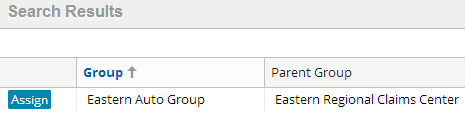 Search Results
Group ↑ Parent Group
Assign Eastern Auto Group Eastern Regional Claims Center